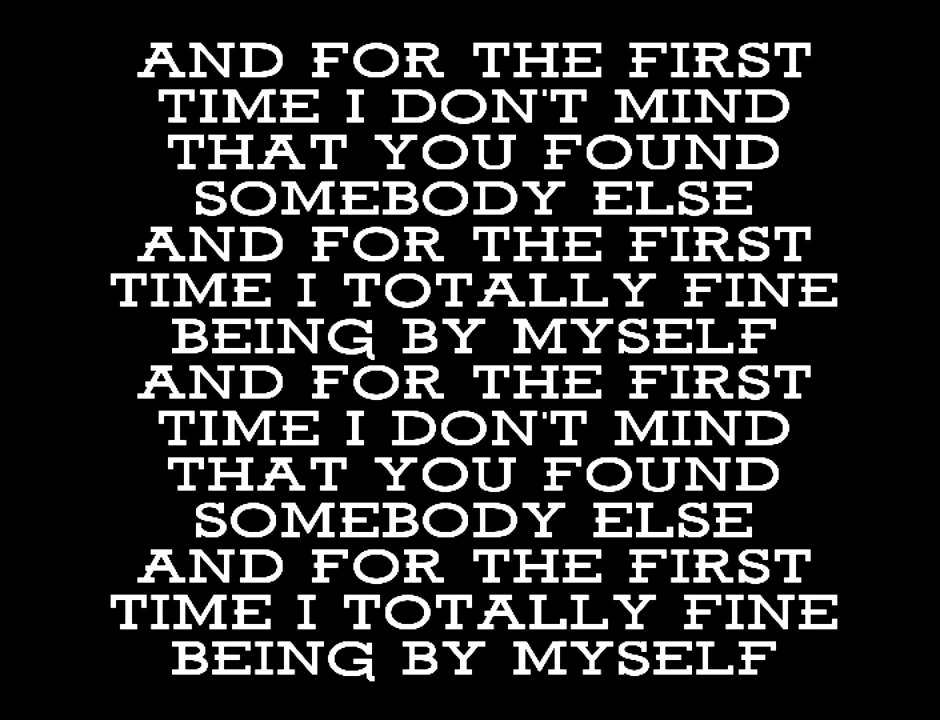 AND FOR THE FIRST
TIME I DON'T MIND
THAT YOU FOUND
SOMEBODY ELSE
AND FOR THE FIRST
TIME I TOTALLY FINE
BEING BY MYSELF
AND FOR THE FIRST
TIME I DON'T MIND
THAT YOU FOUND
SOMEBODY ELSE
AND FOR THE FIRST
TIME I TOTALLY FINE
BEING BY MYSELF